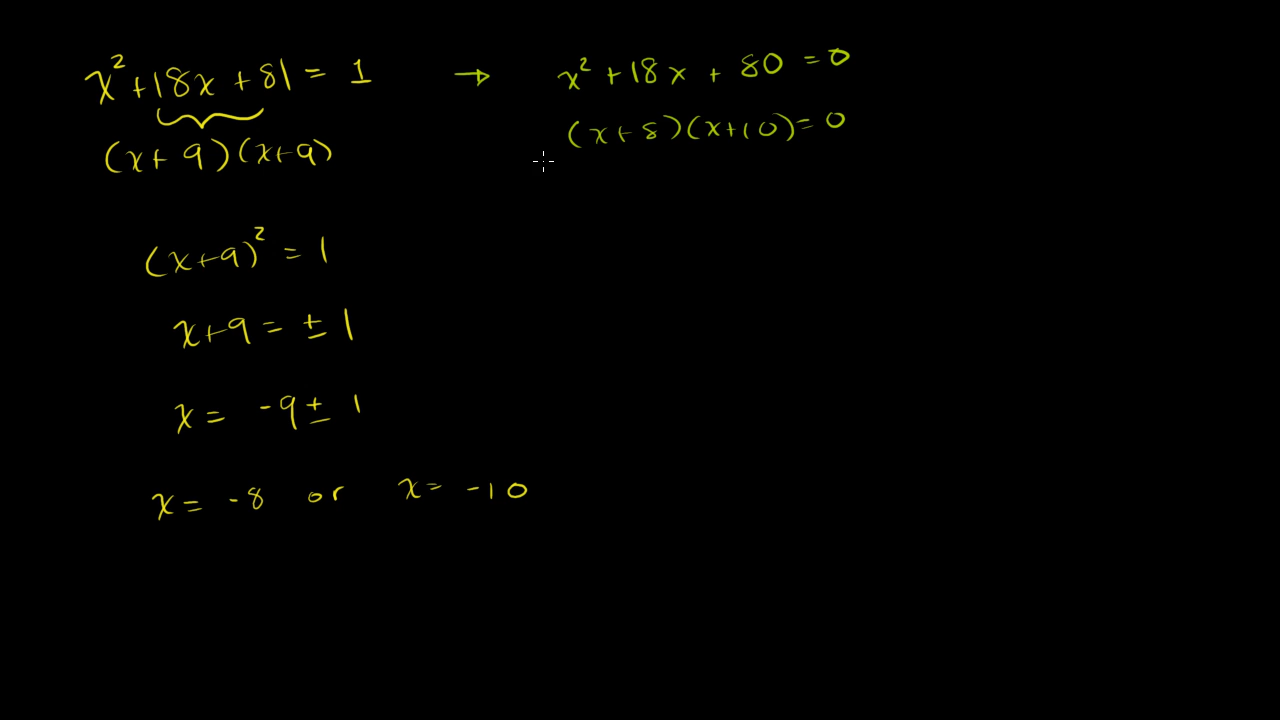 x² + 18x + 81 = 1 → x² + 18x + 80 = 0
(x + 9)(x + 9)
(x + 8)(x + 10) = 0
(x + 9)² = 1
x + 9 = ± 1
x = -9 ± 1
x = -8 or x = -10